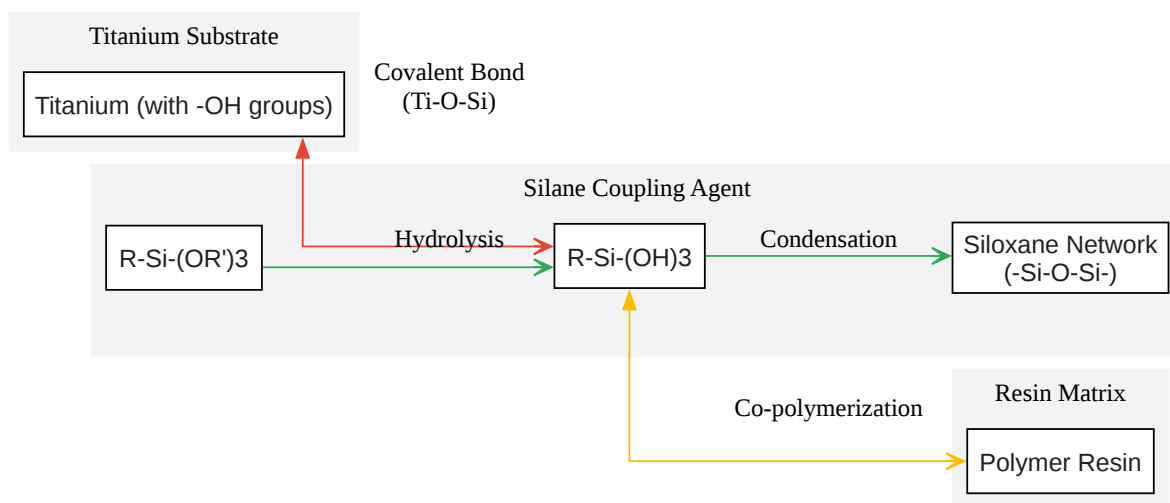 Titanium Substrate
Titanium (with -OH groups)
Covalent Bond
(Ti-O-Si)
Silane Coupling Agent
R-Si-(OR')3
Hydrolysis
R-Si-(OH)3
Condensation
Siloxane Network
(-Si-O-Si-)
Co-polymerization
Resin Matrix
Polymer Resin